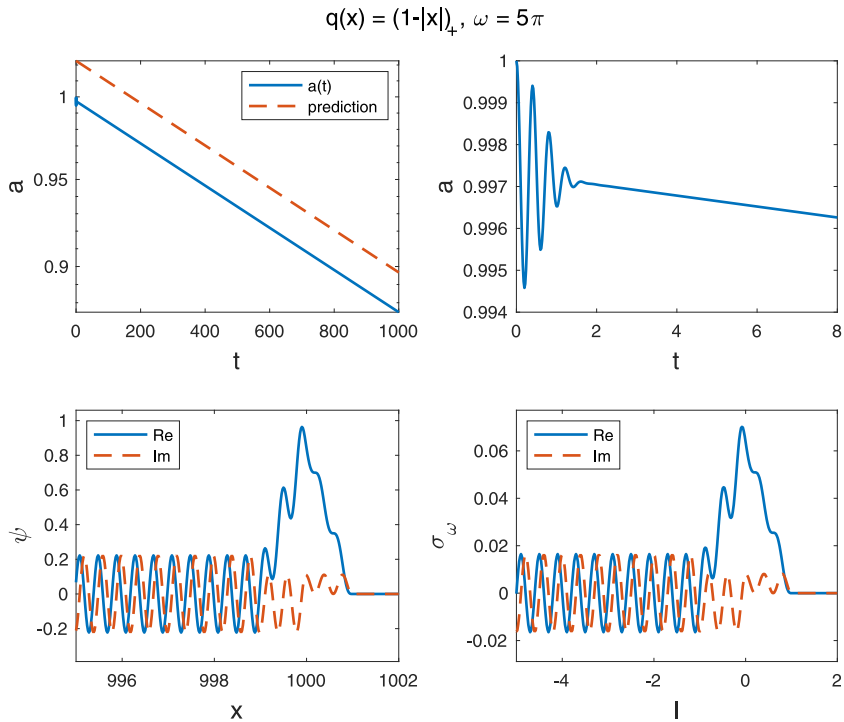 q(x) = (1-|x|)₊, ω = 5π
1
0.95
0.9
a
0 200 400 600 800 1000
t
a(t)
prediction
1
0.999
0.998
0.997
0.996
0.995
0.994
a
0 2 4 6 8
t
1
0.8
0.6
0.4
0.2
0
-0.2
ψ
996 998 1000 1002
x
Re
Im
0.06
0.04
0.02
0
-0.02
σ_ω
-4 -2 0 2
l
Re
Im